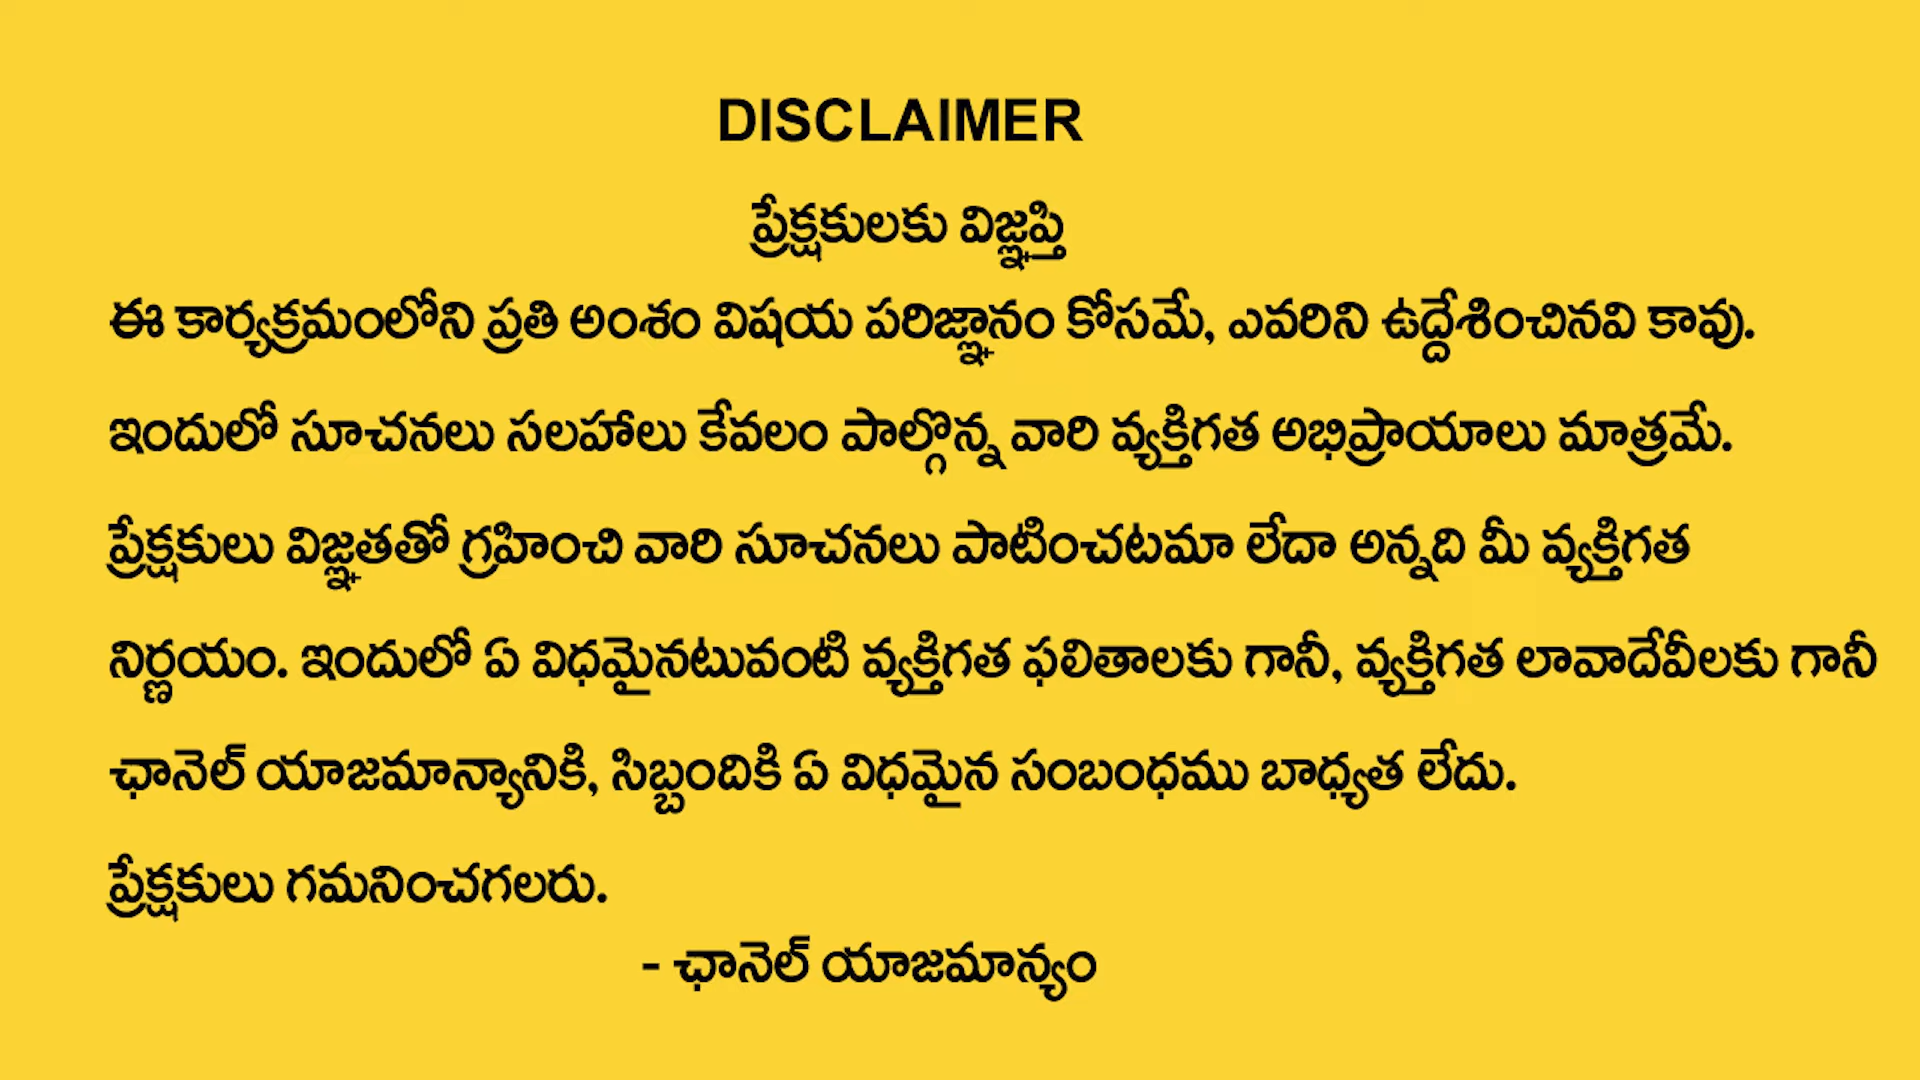 DISCLAIMER
ప్రేక్షకులకు విజ్ఞప్తి
ఈ కార్యక్రమంలోని ప్రతి అంశం విషయ పరిజ్ఞానం కోసమే, ఎవరిని ఉద్దేశించినవి కావు.
ఇందులో సూచనలు సలహాలు కేవలం పాల్గొన్న వారి వ్యక్తిగత అభిప్రాయాలు మాత్రమే.
ప్రేక్షకులు విజ్ఞతతో గ్రహించి వారి సూచనలు పాటించటమా లేదా అన్నది మీ వ్యక్తిగత
నిర్ణయం. ఇందులో ఏ విధమైనటువంటి వ్యక్తిగత ఫలితాలకు గానీ, వ్యక్తిగత లావాదేవీలకు గానీ
ఛానెల్ యాజమాన్యానికి, సిబ్బందికి ఏ విధమైన సంబంధము బాధ్యత లేదు.
ప్రేక్షకులు గమనించగలరు.
- ఛానెల్ యాజమాన్యం